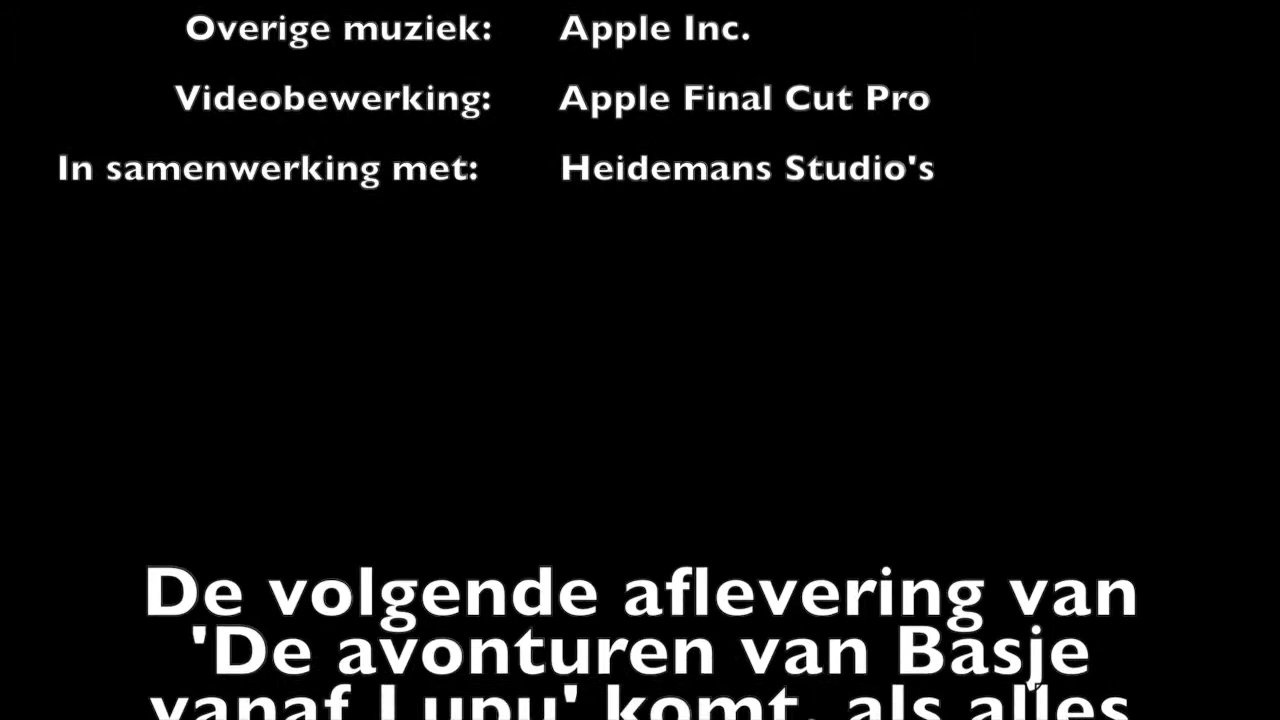 Overige muziek: Apple Inc.
Videobewerking: Apple Final Cut Pro
In samenwerking met: Heidemans Studio's
De volgende aflevering van
'De avonturen van Basje
vanaf Lupu' komt, als alles